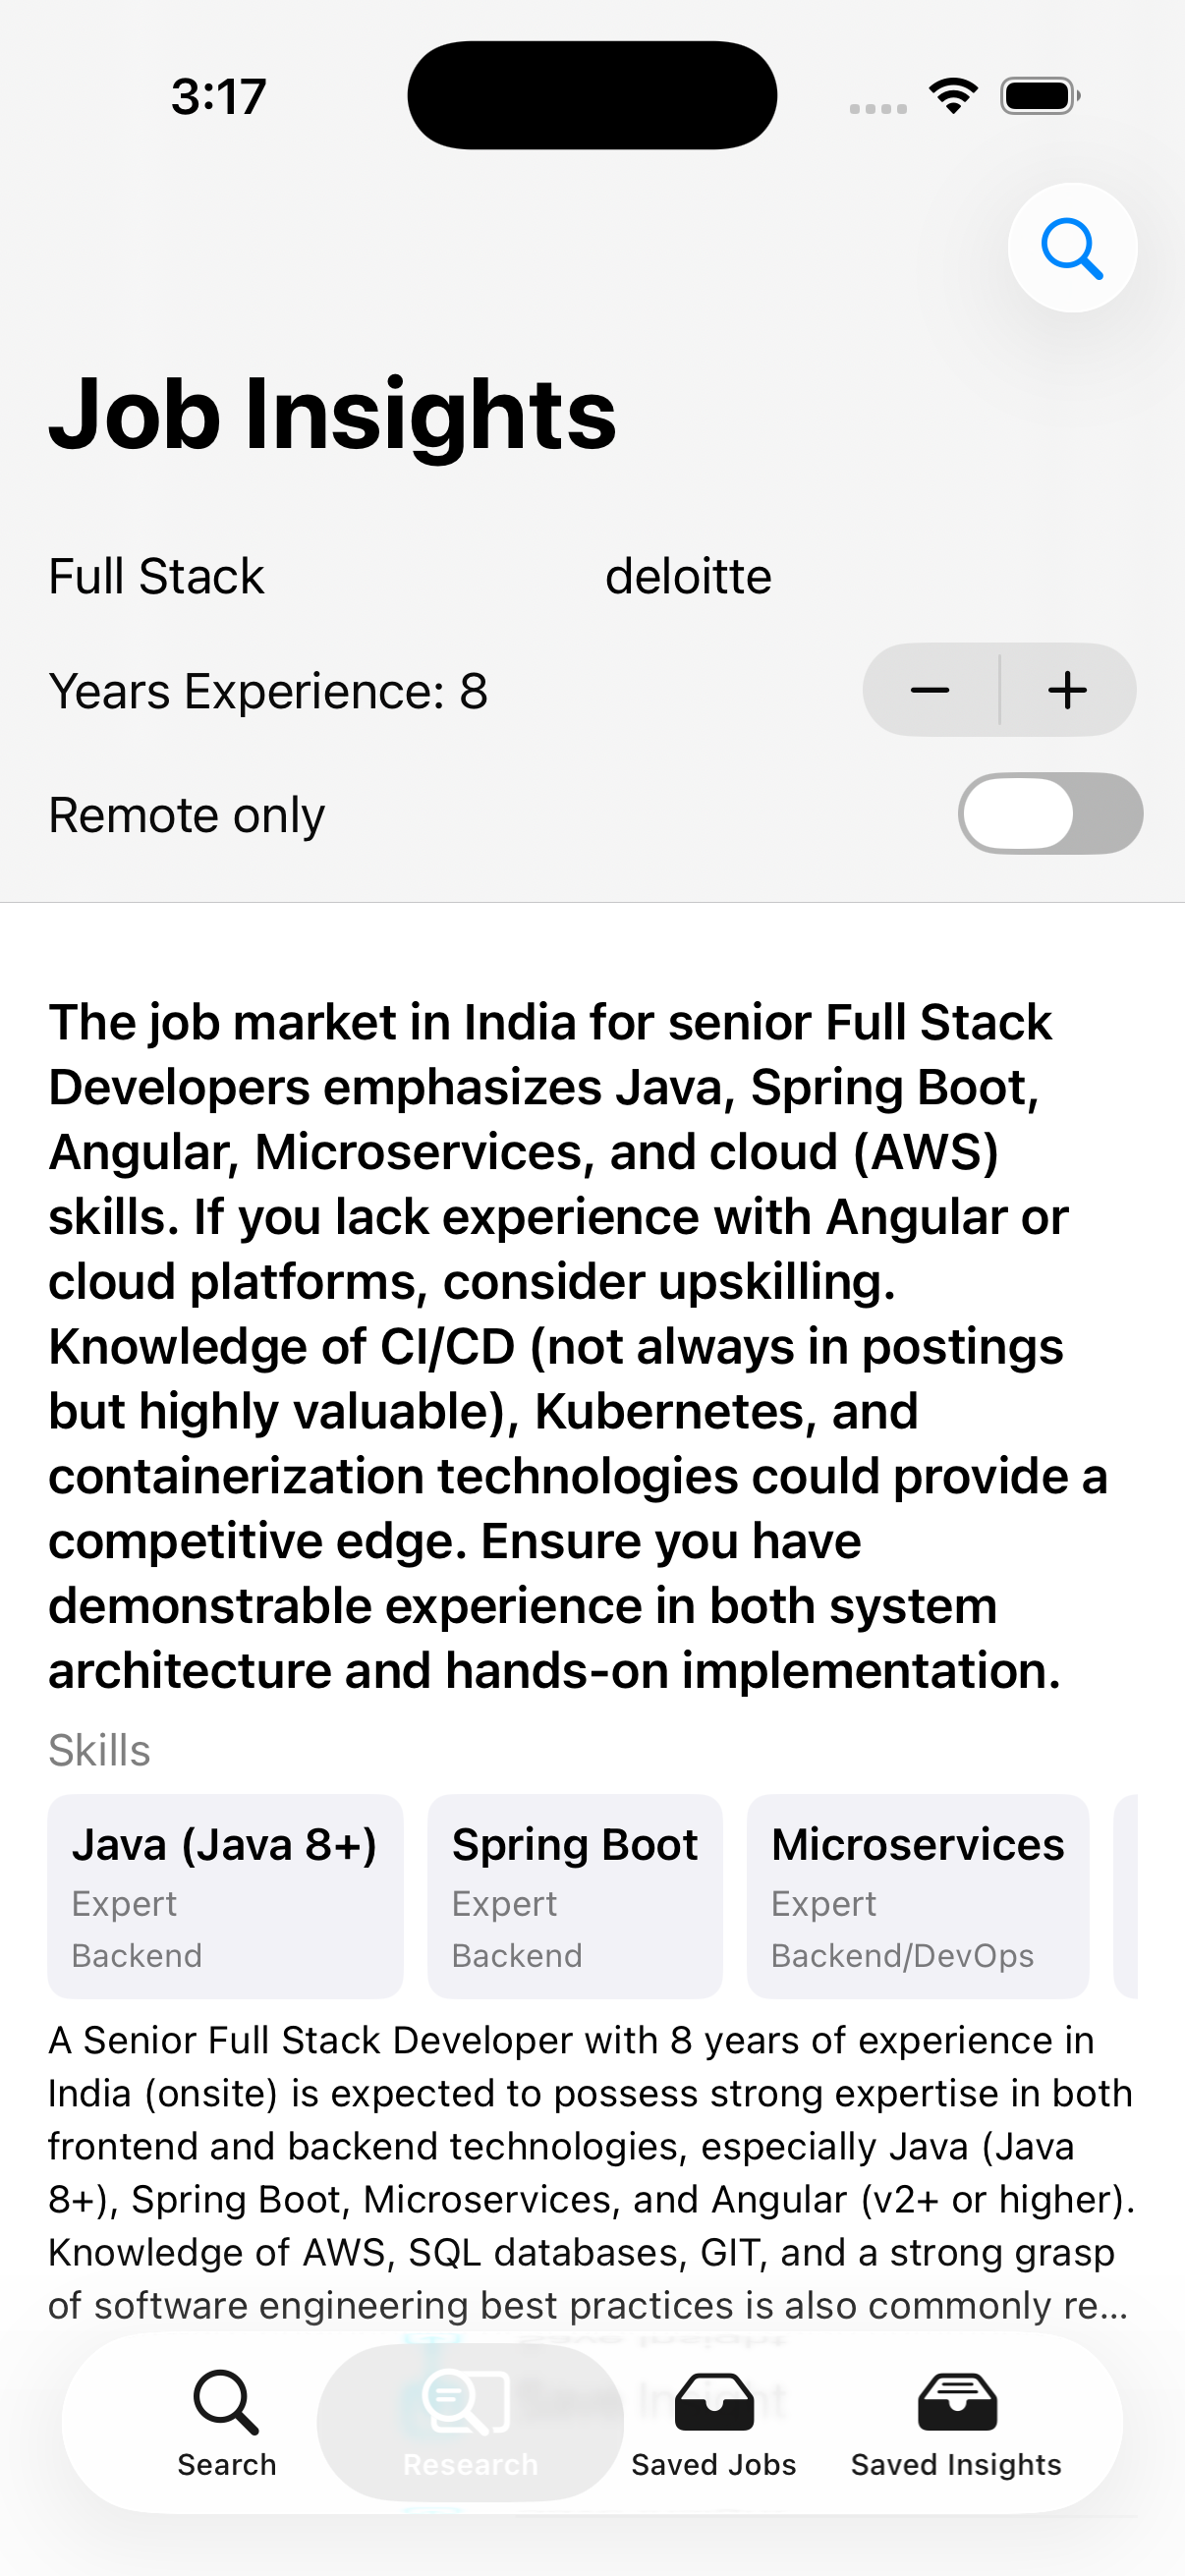 3:17
Job Insights
Full Stack
deloitte
Years Experience: 8
Remote only
The job market in India for senior Full Stack
Developers emphasizes Java, Spring Boot,
Angular, Microservices, and cloud (AWS)
skills. If you lack experience with Angular or
cloud platforms, consider upskilling.
Knowledge of CI/CD (not always in postings
but highly valuable), Kubernetes, and
containerization technologies could provide a
competitive edge. Ensure you have
demonstrable experience in both system
architecture and hands-on implementation.
Skills
Java (Java 8+)
Expert
Backend
Spring Boot
Expert
Backend
Microservices
Expert
Backend/DevOps
A Senior Full Stack Developer with 8 years of experience in
India (onsite) is expected to possess strong expertise in both
frontend and backend technologies, especially Java (Java
8+), Spring Boot, Microservices, and Angular (v2+ or higher).
Knowledge of AWS, SQL databases, GIT, and a strong grasp
of software engineering best practices is also commonly re...
Save Insight
Search
Research
Saved Jobs
Saved Insights